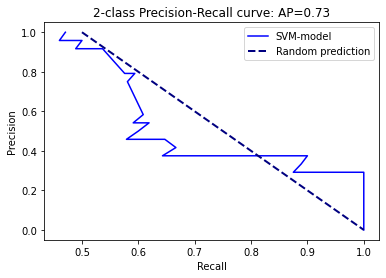 2-class Precision-Recall curve: AP=0.73
SVM-model
Random prediction
Precision
1.0
0.8
0.6
0.4
0.2
0.0
0.5
0.6
0.7
0.8
0.9
1.0
Recall